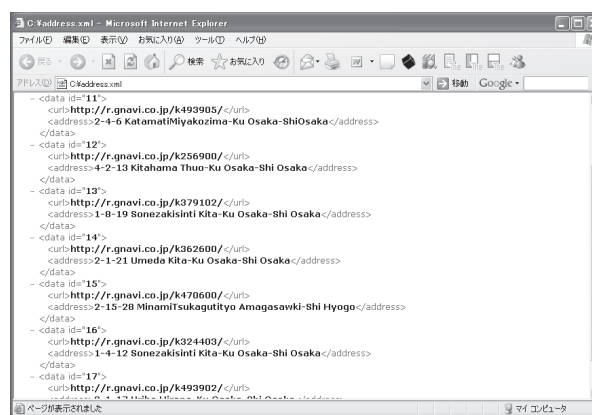 C:¥address.xml - Microsoft Internet Explorer
ファイル(F) 編集(E) 表示(V) お気に入り(A) ツール(T) ヘルプ(H)
戻る 検索 お気に入り
アドレス(D) C:¥address.xml 移動 Google
- <data id="11">
<url>http://r.gnavi.co.jp/k493905/</url>
<address>2-4-6 KatamatiMiyakozima-Ku Osaka-ShiOsaka</address>
</data>
- <data id="12">
<url>http://r.gnavi.co.jp/k256900/</url>
<address>4-2-13 Kitahama Thuo-Ku Osaka-Shi Osaka</address>
</data>
- <data id="13">
<url>http://r.gnavi.co.jp/k379102/</url>
<address>1-8-19 Sonezakisinti Kita-Ku Osaka-Shi Osaka</address>
</data>
- <data id="14">
<url>http://r.gnavi.co.jp/k362600/</url>
<address>2-1-21 Umeda Kita-Ku Osaka-Shi Osaka</address>
</data>
- <data id="15">
<url>http://r.gnavi.co.jp/k470600/</url>
<address>2-15-28 MinamiTsukagutityo Amagasawki-Shi Hyogo</address>
</data>
- <data id="16">
<url>http://r.gnavi.co.jp/k324403/</url>
<address>1-4-12 Sonezakisinti Kita-Ku Osaka-Shi Osaka</address>
</data>
- <data id="17">
<url>http://r.gnavi.co.jp/k493902/</url>
ページが表示されました マイ コンピュータ